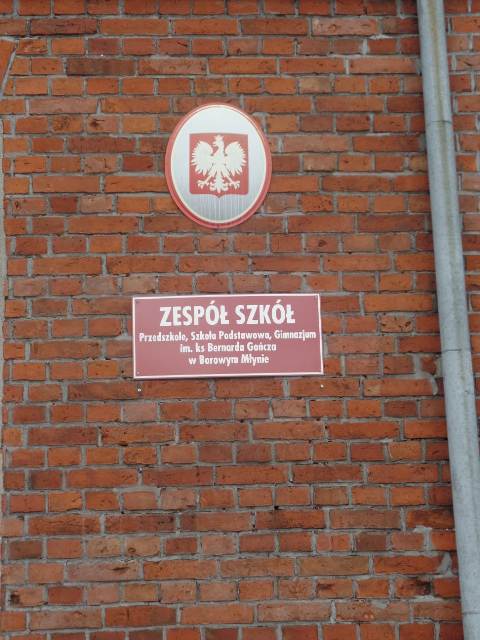 ZESPÓŁ SZKÓŁ
Przedszkole, Szkoła Podstawowa, Gimnazjum
im. ks Bernarda Gończa
w Borowym Młynie